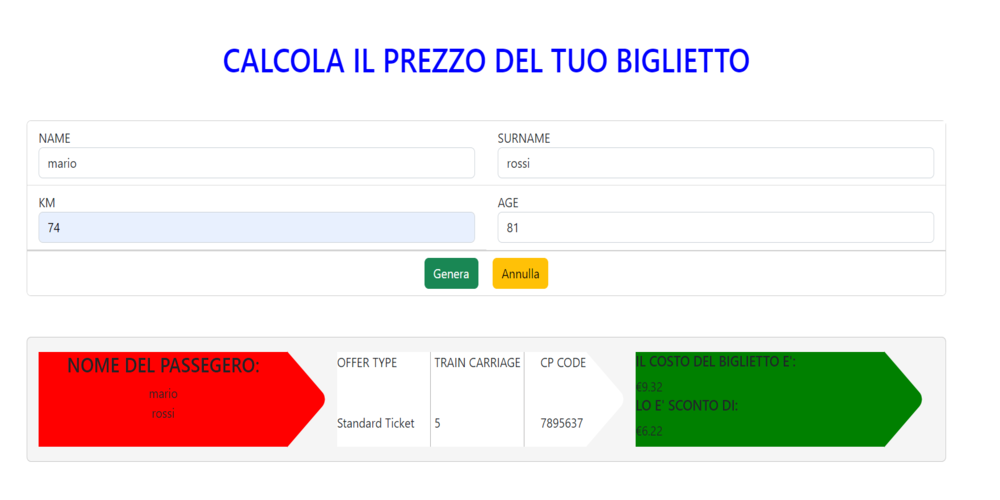 CALCOLA IL PREZZO DEL TUO BIGLIETTO
NAME
SURNAME
mario
rossi
KM
AGE
74
81
Genera
Annulla
NOME DEL PASSEGERO:
mario
rossi
OFFER TYPE
TRAIN CARRIAGE
CP CODE
Standard Ticket
5
7895637
IL COSTO DEL BIGLIETTO E':
€9.32
LO E' SCONTO DI:
€6.22